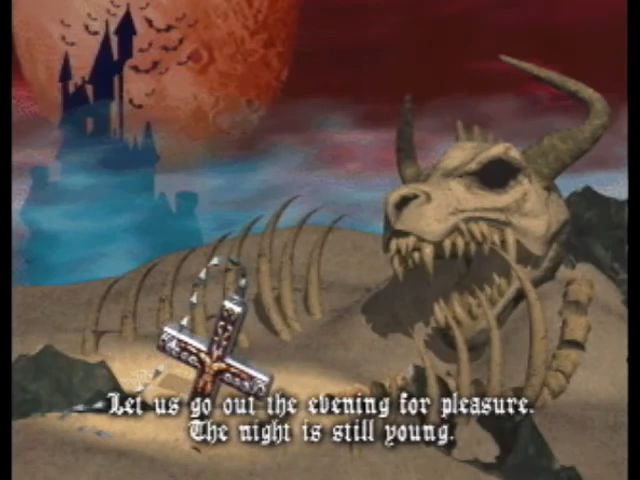 Let us go out the evening for pleasure.
The night is still young.